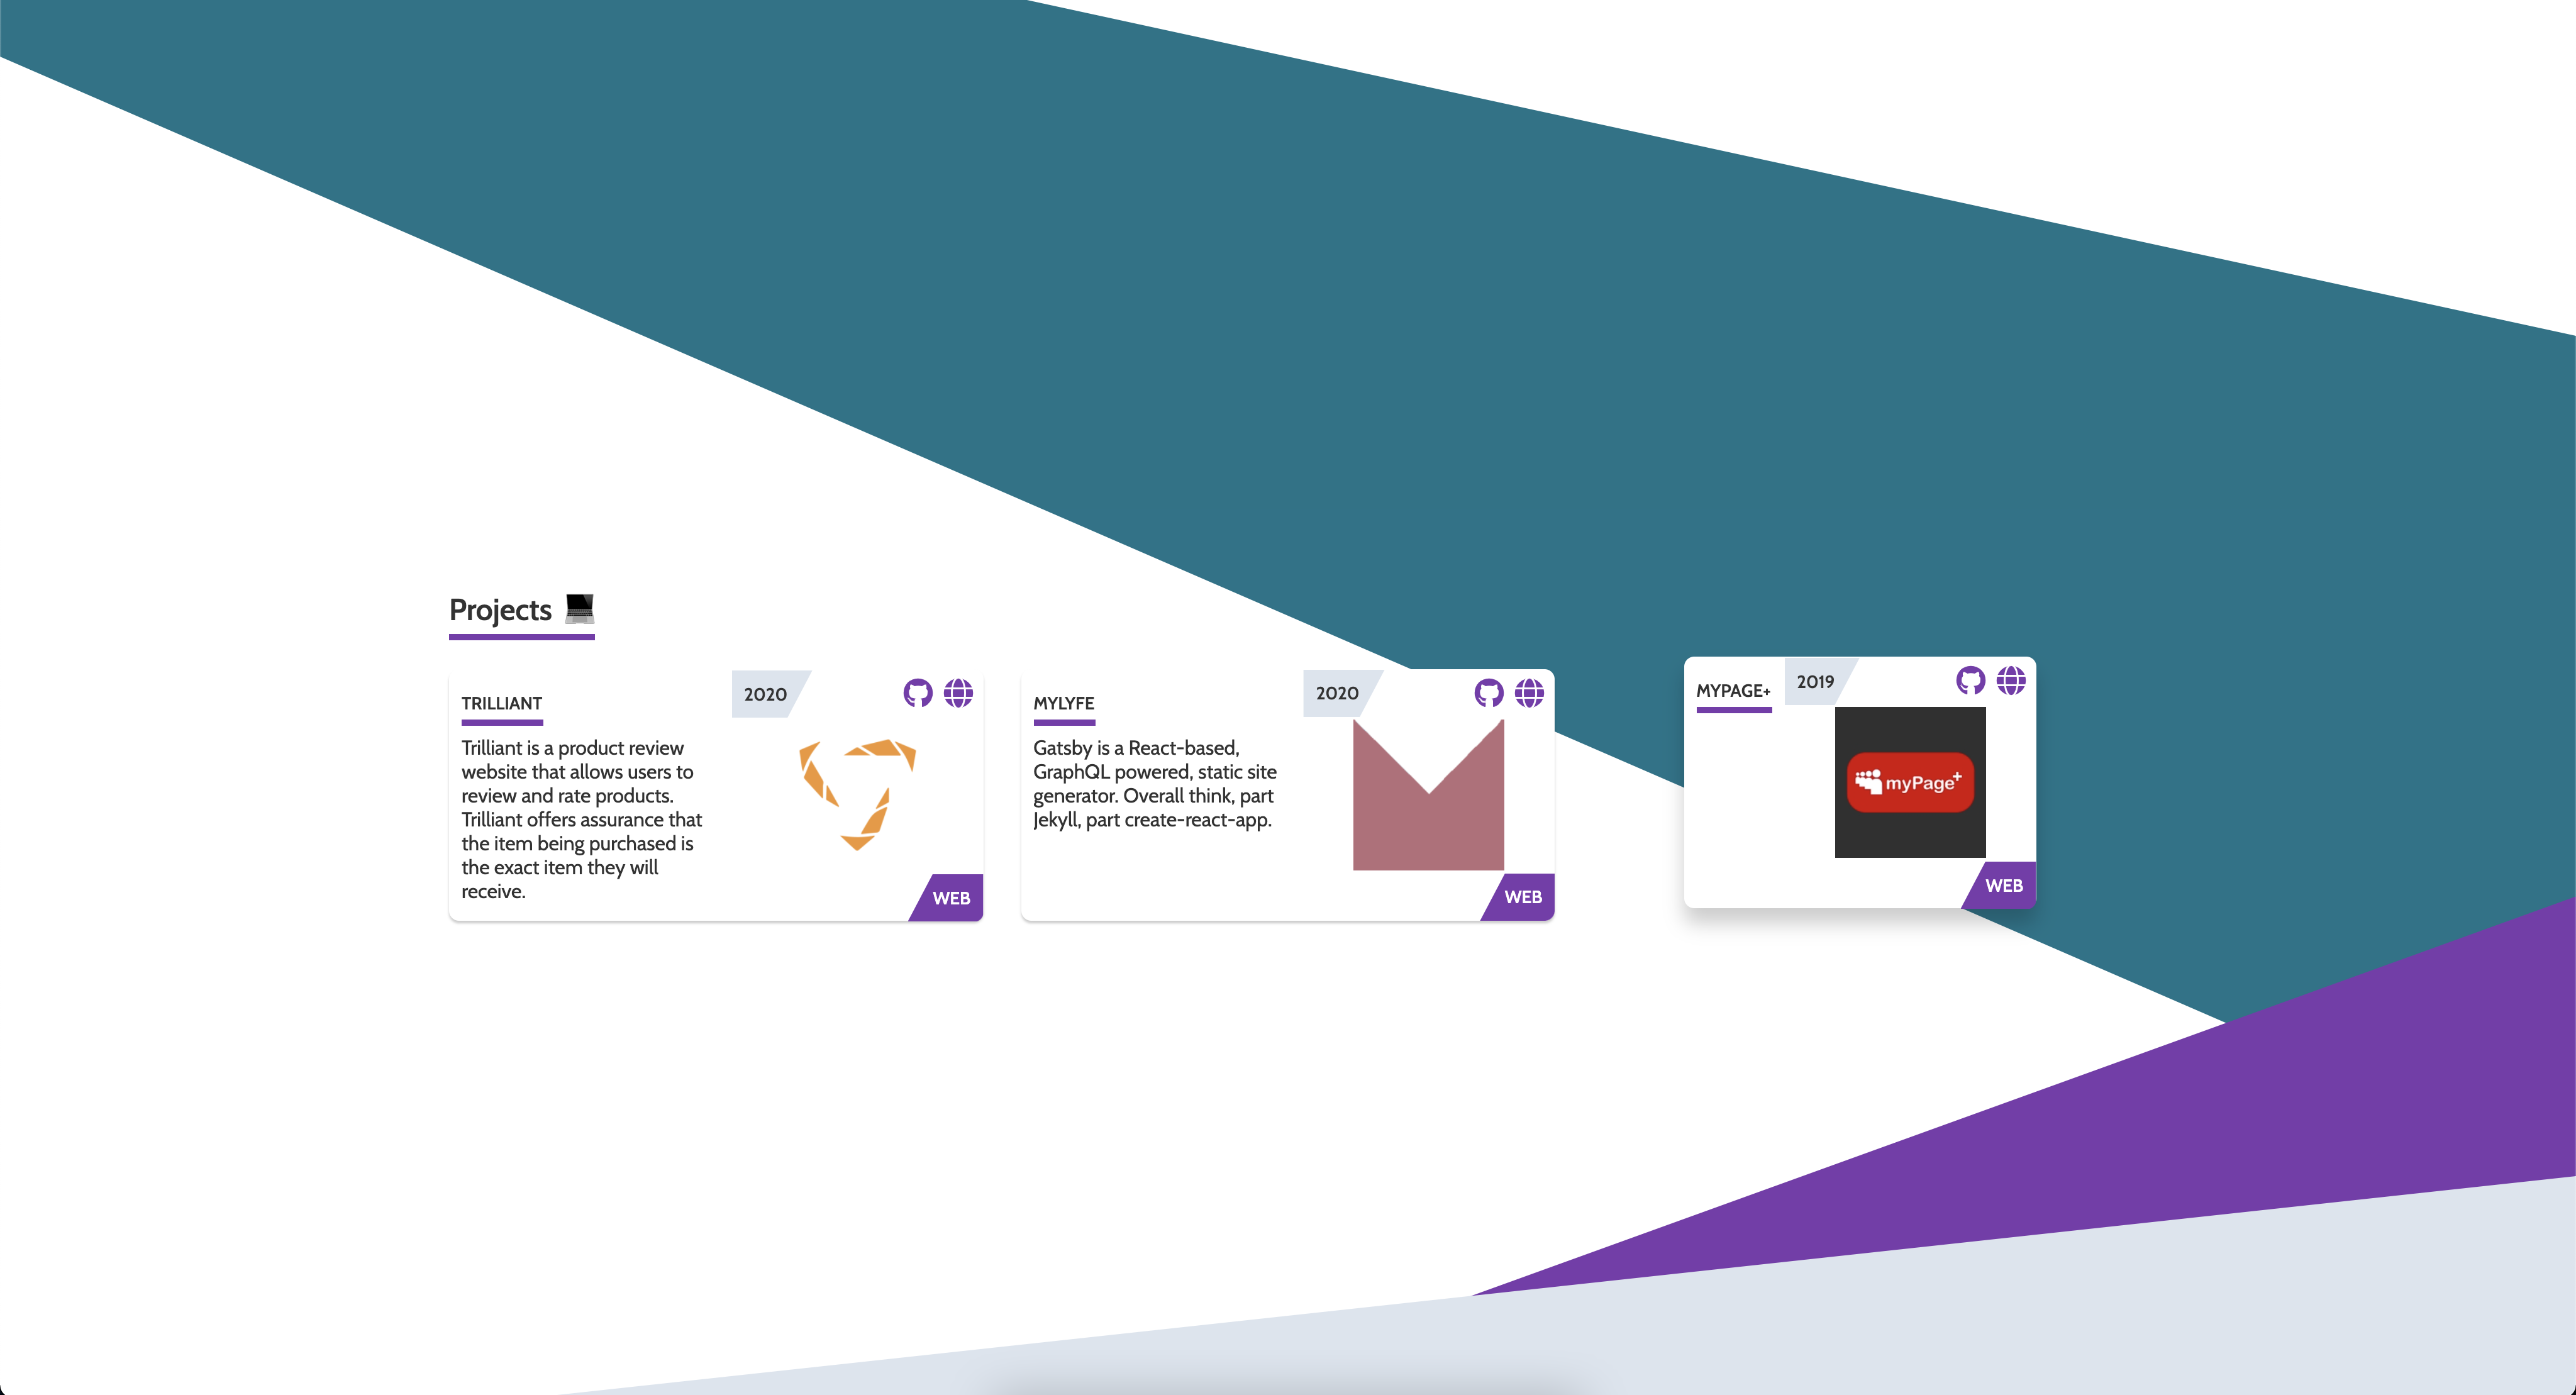 Projects
TRILLIANT
2020
Trilliant is a product review
website that allows users to
review and rate products.
Trilliant offers assurance that
the item being purchased is
the exact item they will
receive.
WEB
MYLYFE
2020
Gatsby is a React-based,
GraphQL powered, static site
generator. Overall think, part
Jekyll, part create-react-app.
WEB
MYPAGE+
2019
myPage+
WEB